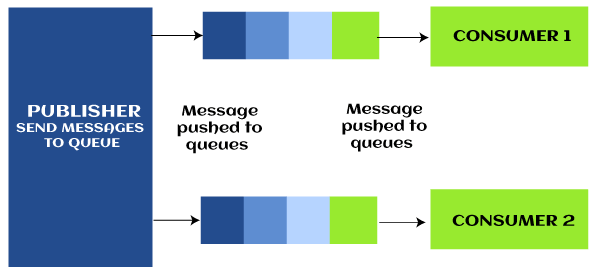 PUBLISHER
SEND MESSAGES
TO QUEUE
Message
pushed to
queues
Message
pushed to
queues
CONSUMER 1
CONSUMER 2